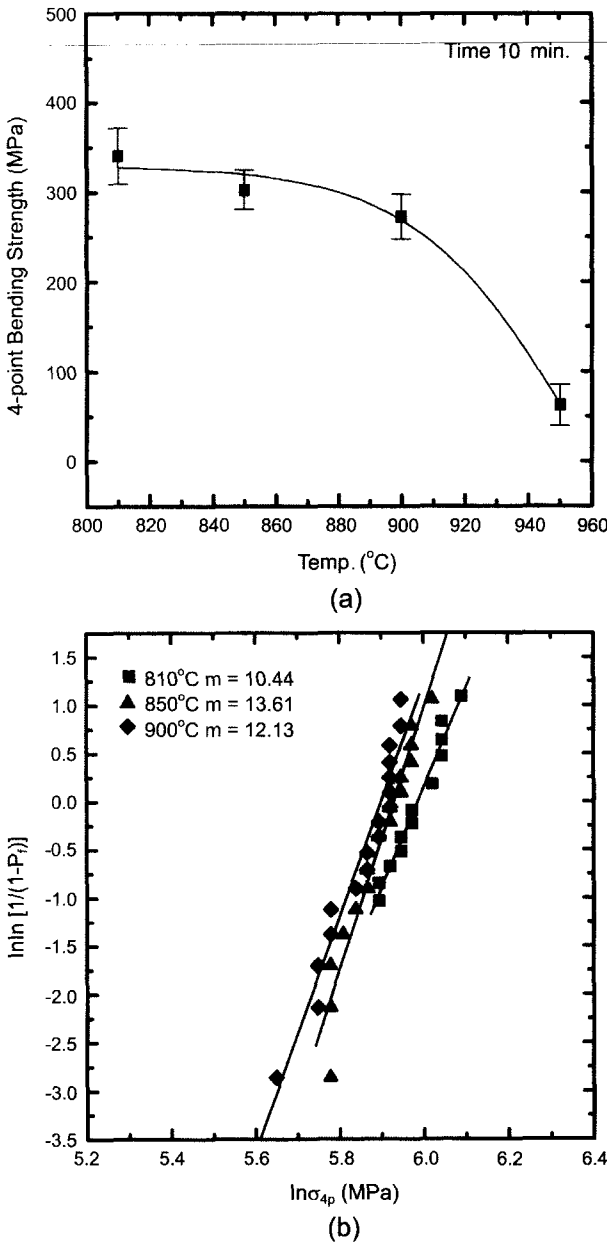 500
400
300
200
100
0
4-point Bending Strength (MPa)
Time 10 min.
800 820 840 860 880 900 920 940 960
Temp. (°C)
(a)
1.5
1.0
0.5
0.0
-0.5
-1.0
-1.5
-2.0
-2.5
-3.0
-3.5
lnln [1/(1-Pf)]
810°C m = 10.44
850°C m = 13.61
900°C m = 12.13
5.2 5.4 5.6 5.8 6.0 6.2 6.4
lnσ4p (MPa)
(b)